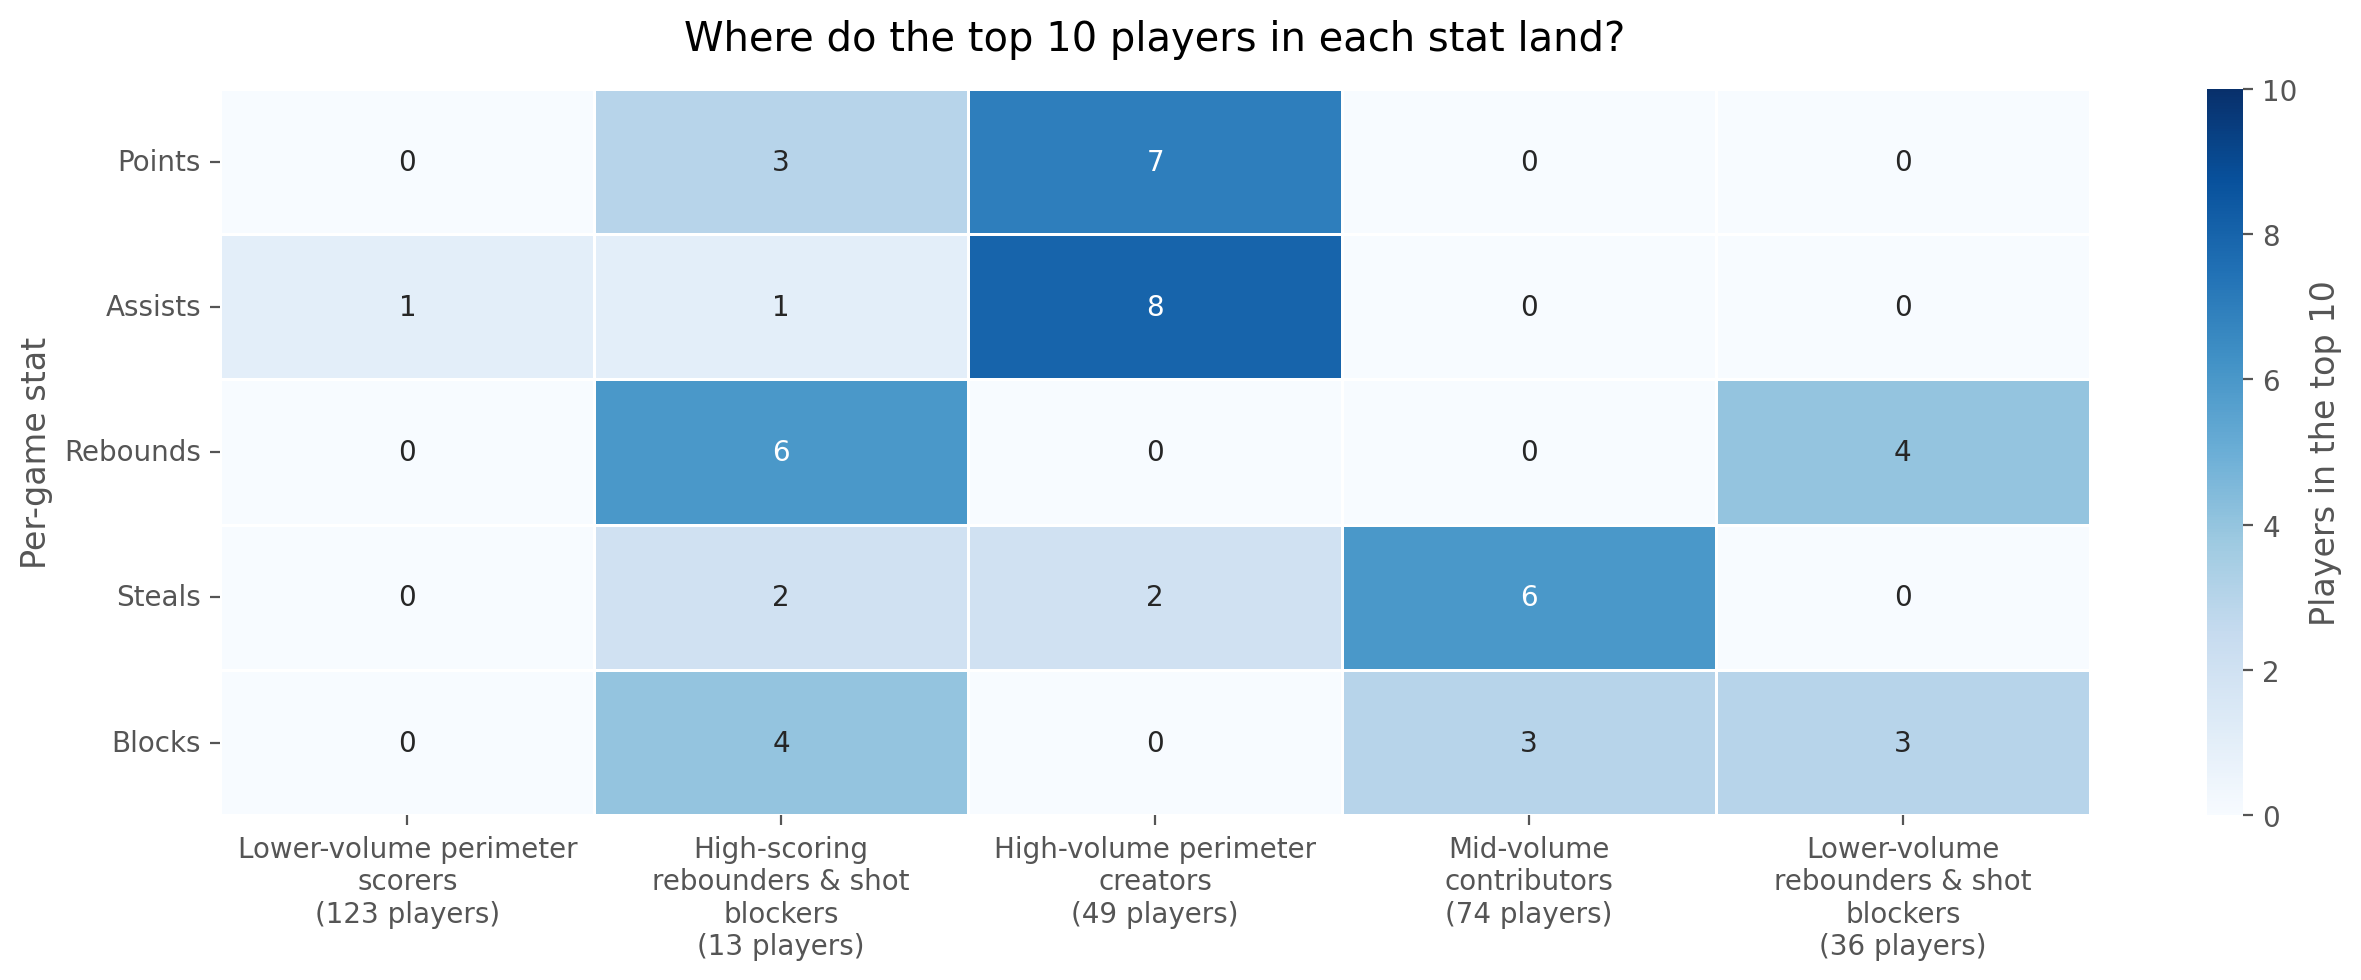 Where do the top 10 players in each stat land?
Per-game stat
Points 0 3 7 0 0
Assists 1 1 8 0 0
Rebounds 0 6 0 0 4
Steals 0 2 2 6 0
Blocks 0 4 0 3 3
Lower-volume perimeter
scorers
(123 players)
High-scoring
rebounders & shot
blockers
(13 players)
High-volume perimeter
creators
(49 players)
Mid-volume
contributors
(74 players)
Lower-volume
rebounders & shot
blockers
(36 players)
10
8
6
4
2
0
Players in the top 10